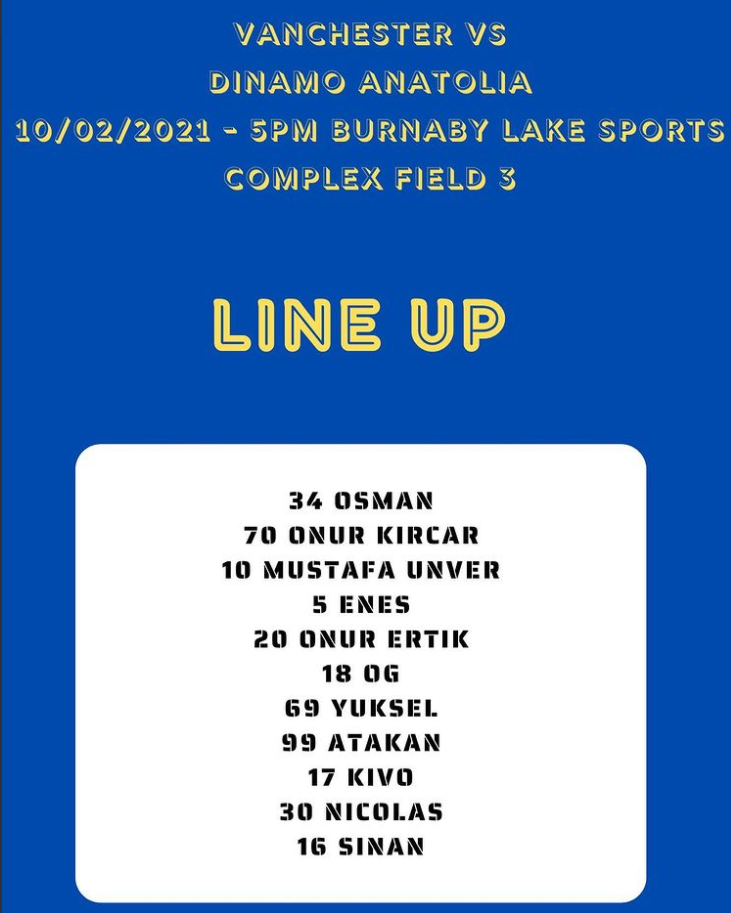 VANCHESTER VS
DINAMO ANATOLIA
10/02/2021 - 5PM BURNABY LAKE SPORTS
COMPLEX FIELD 3
LINE UP
34 OSMAN
70 ONUR KIRCAR
10 MUSTAFA UNVER
5 ENES
20 ONUR ERTIK
18 OG
69 YUKSEL
99 ATAKAN
17 KIVO
30 NICOLAS
16 SINAN